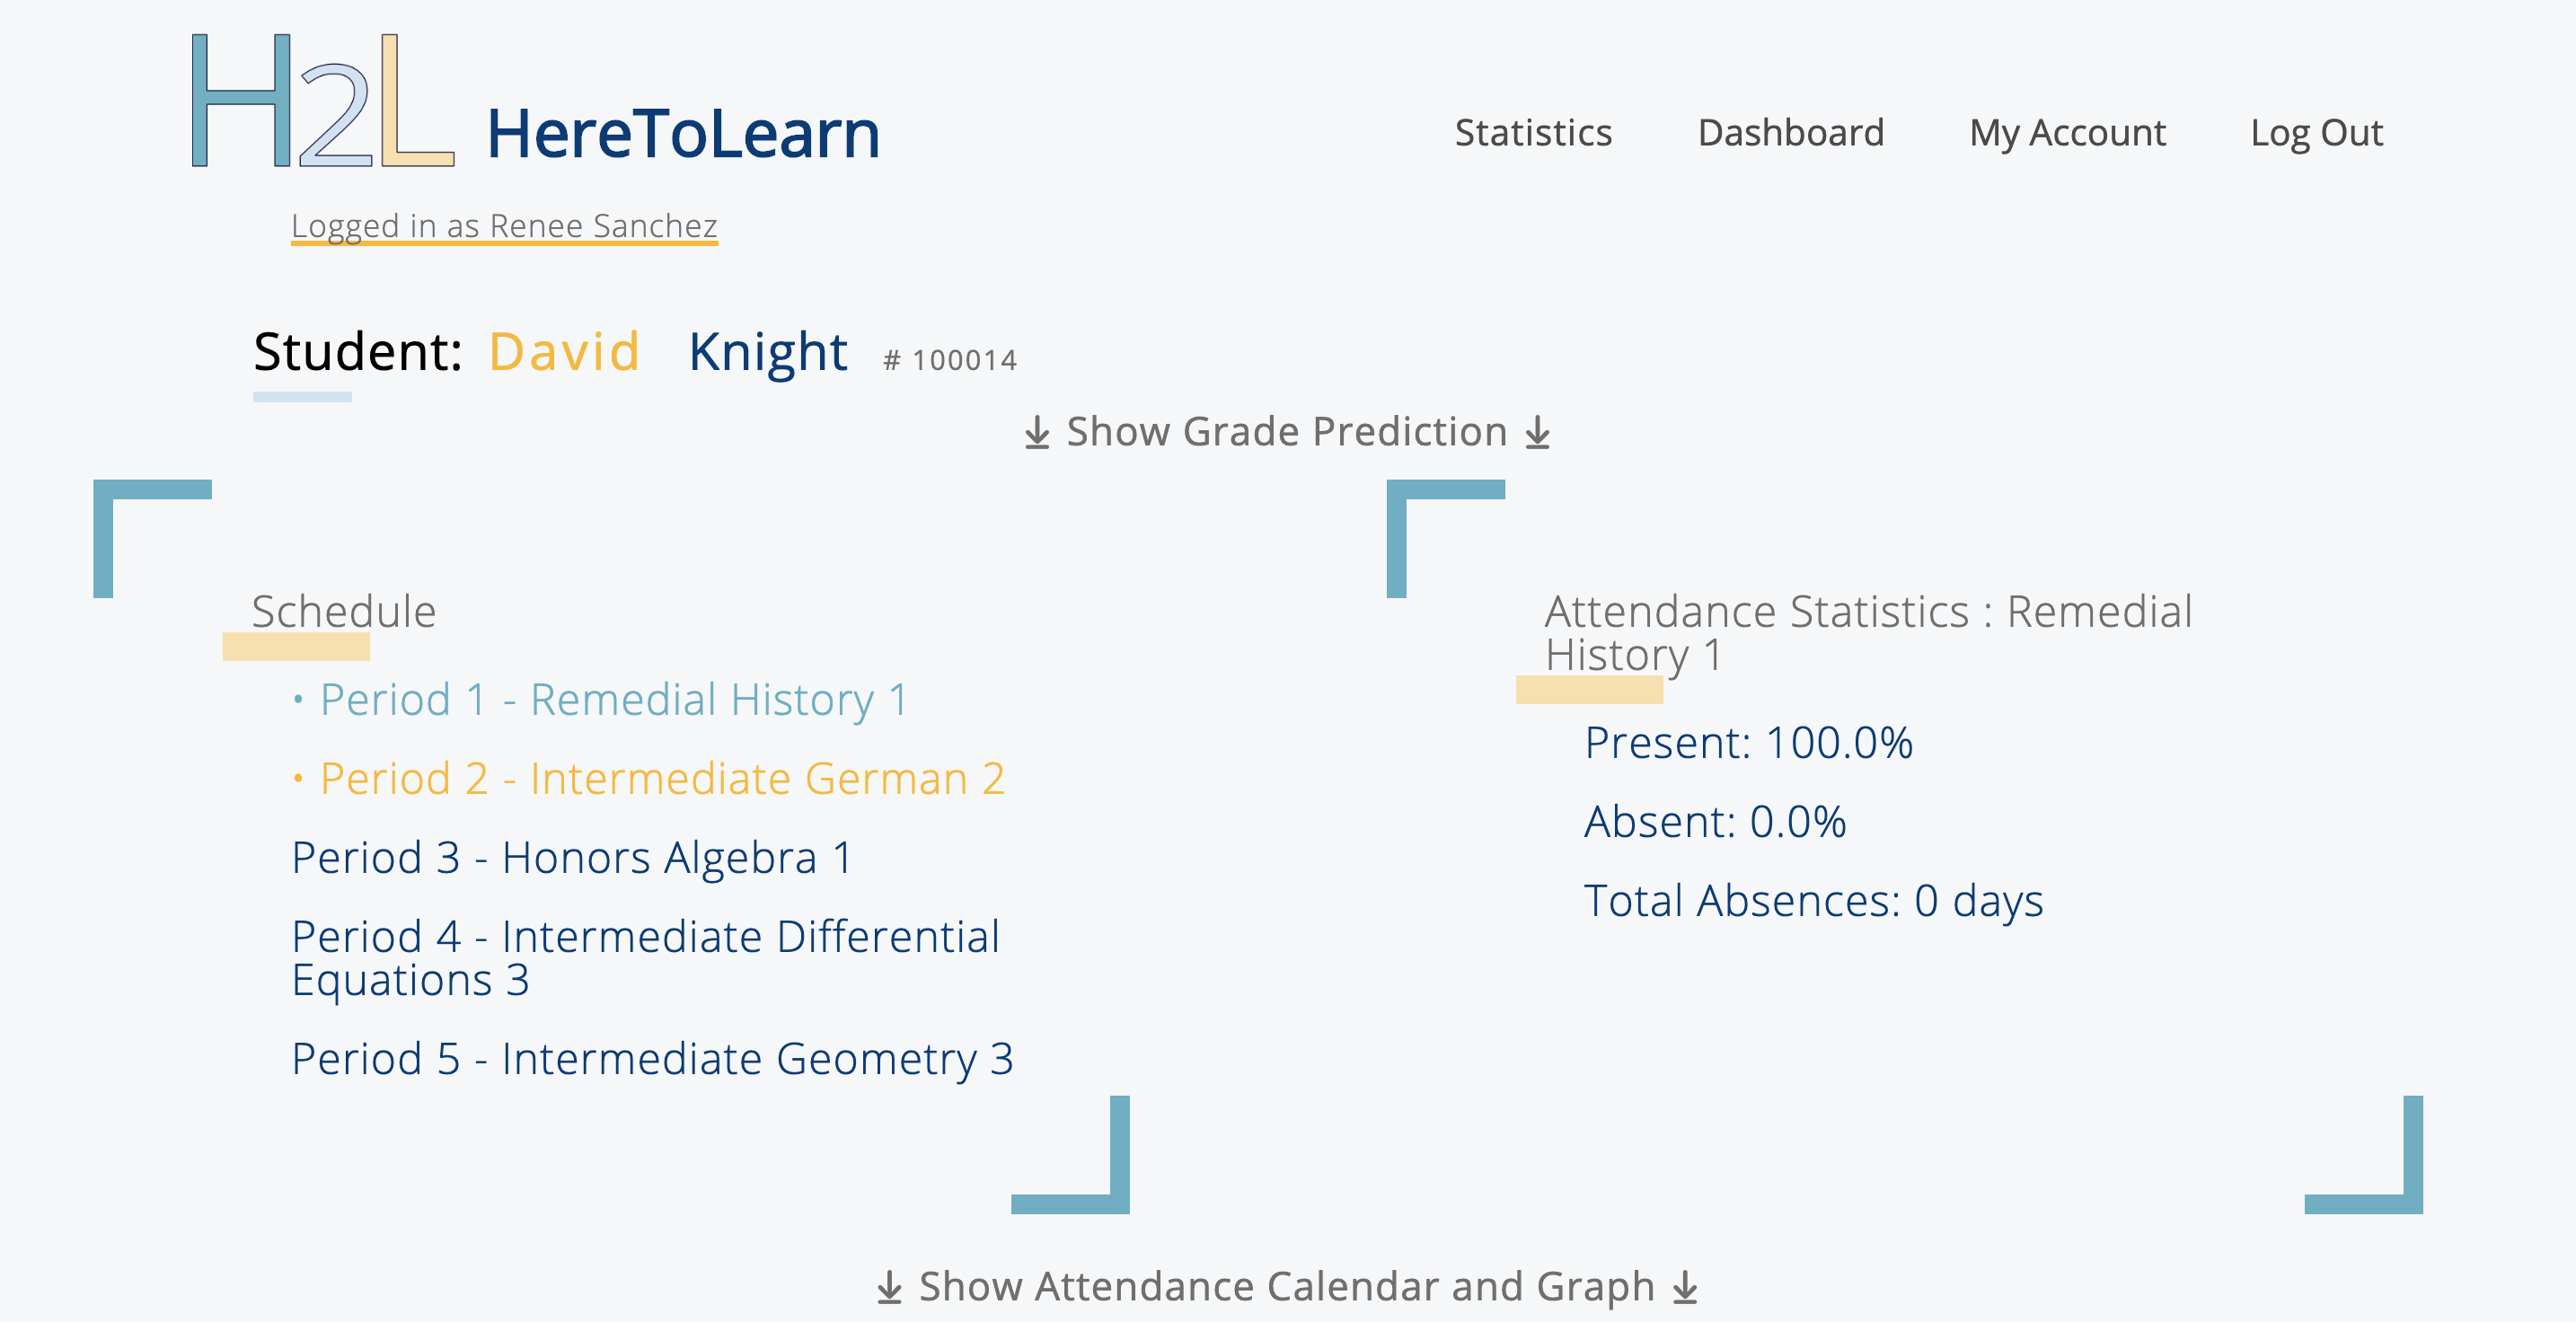 H2L HereToLearn
Statistics Dashboard My Account Log Out
Logged in as Renee Sanchez
Student: David Knight # 100014
Show Grade Prediction
Schedule
• Period 1 - Remedial History 1
• Period 2 - Intermediate German 2
Period 3 - Honors Algebra 1
Period 4 - Intermediate Differential
Equations 3
Period 5 - Intermediate Geometry 3
Attendance Statistics : Remedial
History 1
Present: 100.0%
Absent: 0.0%
Total Absences: 0 days
Show Attendance Calendar and Graph